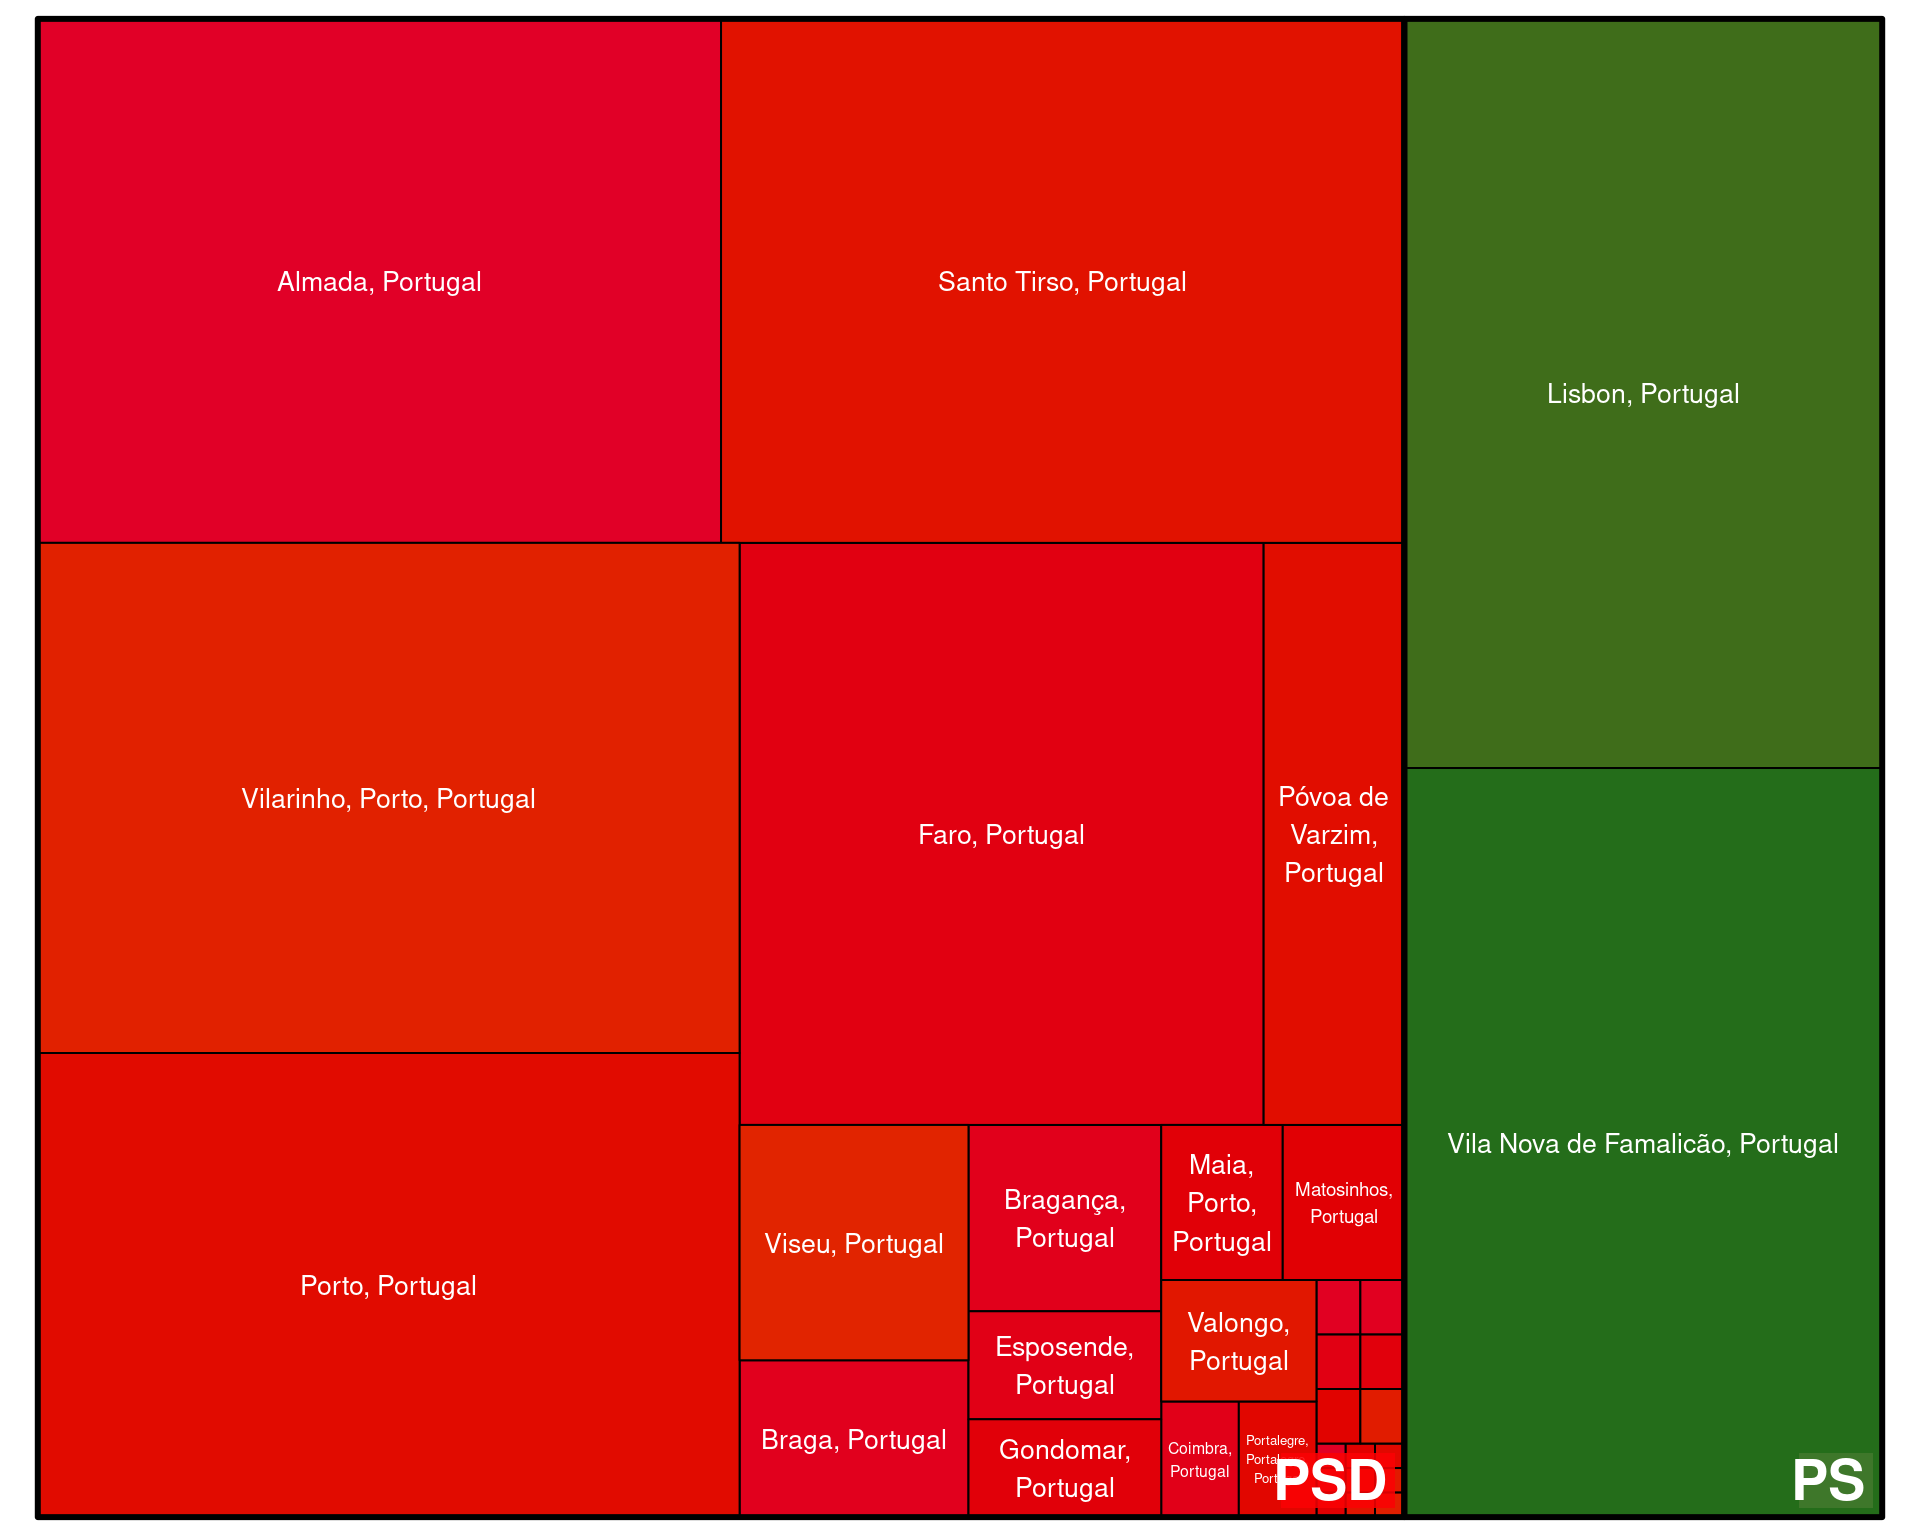 Almada, Portugal
Santo Tirso, Portugal
Lisbon, Portugal
Vilarinho, Porto, Portugal
Faro, Portugal
Póvoa de
Varzim,
Portugal
Porto, Portugal
Viseu, Portugal
Braga, Portugal
Bragança,
Portugal
Esposende,
Portugal
Gondomar,
Portugal
Maia,
Porto,
Portugal
Matosinhos,
Portugal
Valongo,
Portugal
Coimbra,
Portugal
Portalegre,
PSD
Vila Nova de Famalicão, Portugal
PS